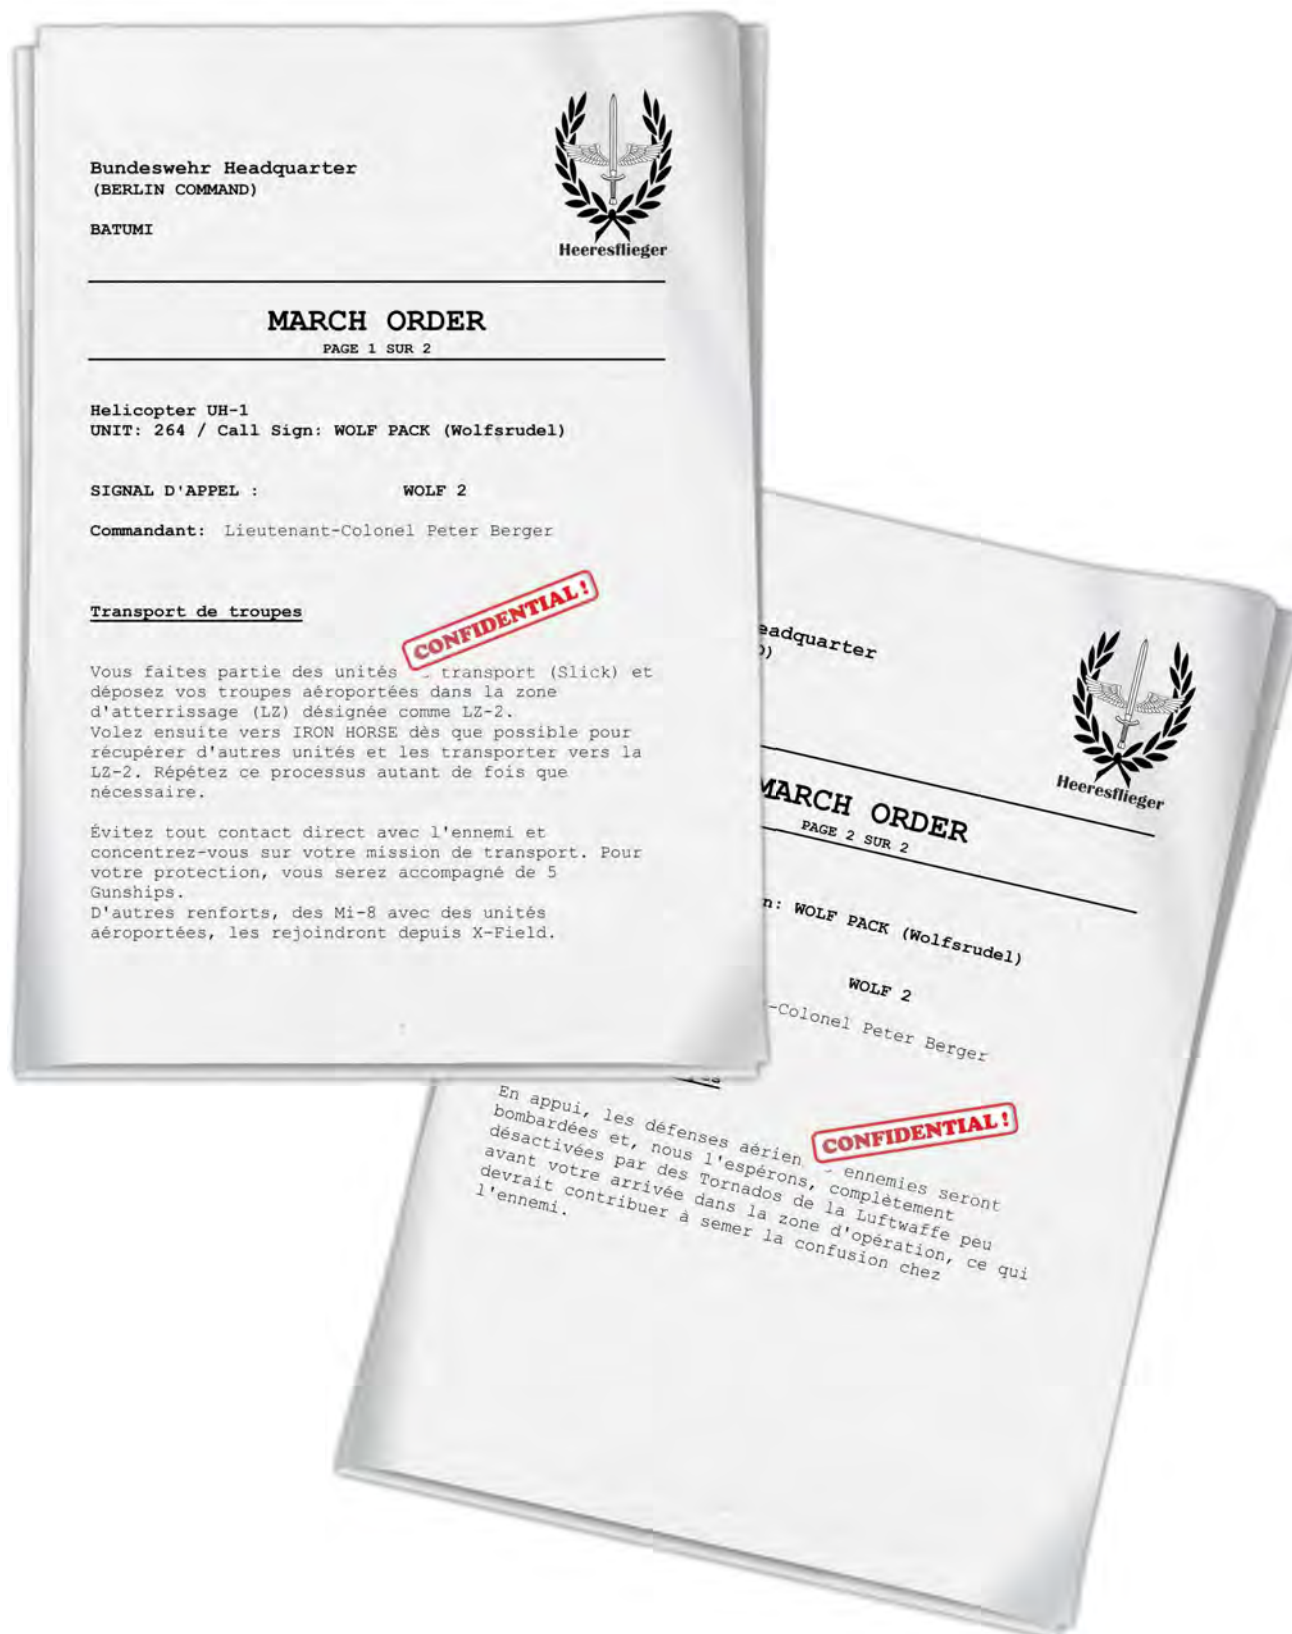 Bundeswehr Headquarter
(BERLIN COMMAND)
BATUMI
Heeresflieger
MARCH ORDER
PAGE 1 SUR 2
Helicopter UH-1
UNIT: 264 / Call Sign: WOLF PACK (Wolfsrudel)
SIGNAL D'APPEL : WOLF 2
Commandant: Lieutenant-Colonel Peter Berger
Transport de troupes
CONFIDENTIAL!
Vous faites partie des unités transport (Slick) et
déposez vos troupes aéroportées dans la zone
d'atterrissage (LZ) désignée comme LZ-2.
Volez ensuite vers IRON HORSE dès que possible pour
récupérer d'autres unités et les transporter vers la
LZ-2. Répétez ce processus autant de fois que
nécessaire.
Évitez tout contact direct avec l'ennemi et
concentrez-vous sur votre mission de transport. Pour
votre protection, vous serez accompagné de 5
Gunships.
D'autres renforts, des Mi-8 avec des unités
aéroportées, les rejoindront depuis X-Field.
eadquarter
Heeresflieger
MARCH ORDER
PAGE 2 SUR 2
n: WOLF PACK (Wolfsrudel)
WOLF 2
-Colonel Peter Berger
CONFIDENTIAL!
En appui, les défenses aérien ennemies seront
bombardées et, nous l'espérons, complètement
désactivées par des Tornados de la Luftwaffe peu
avant votre arrivée dans la zone d'opération, ce qui
devrait contribuer à semer la confusion chez
l'ennemi.